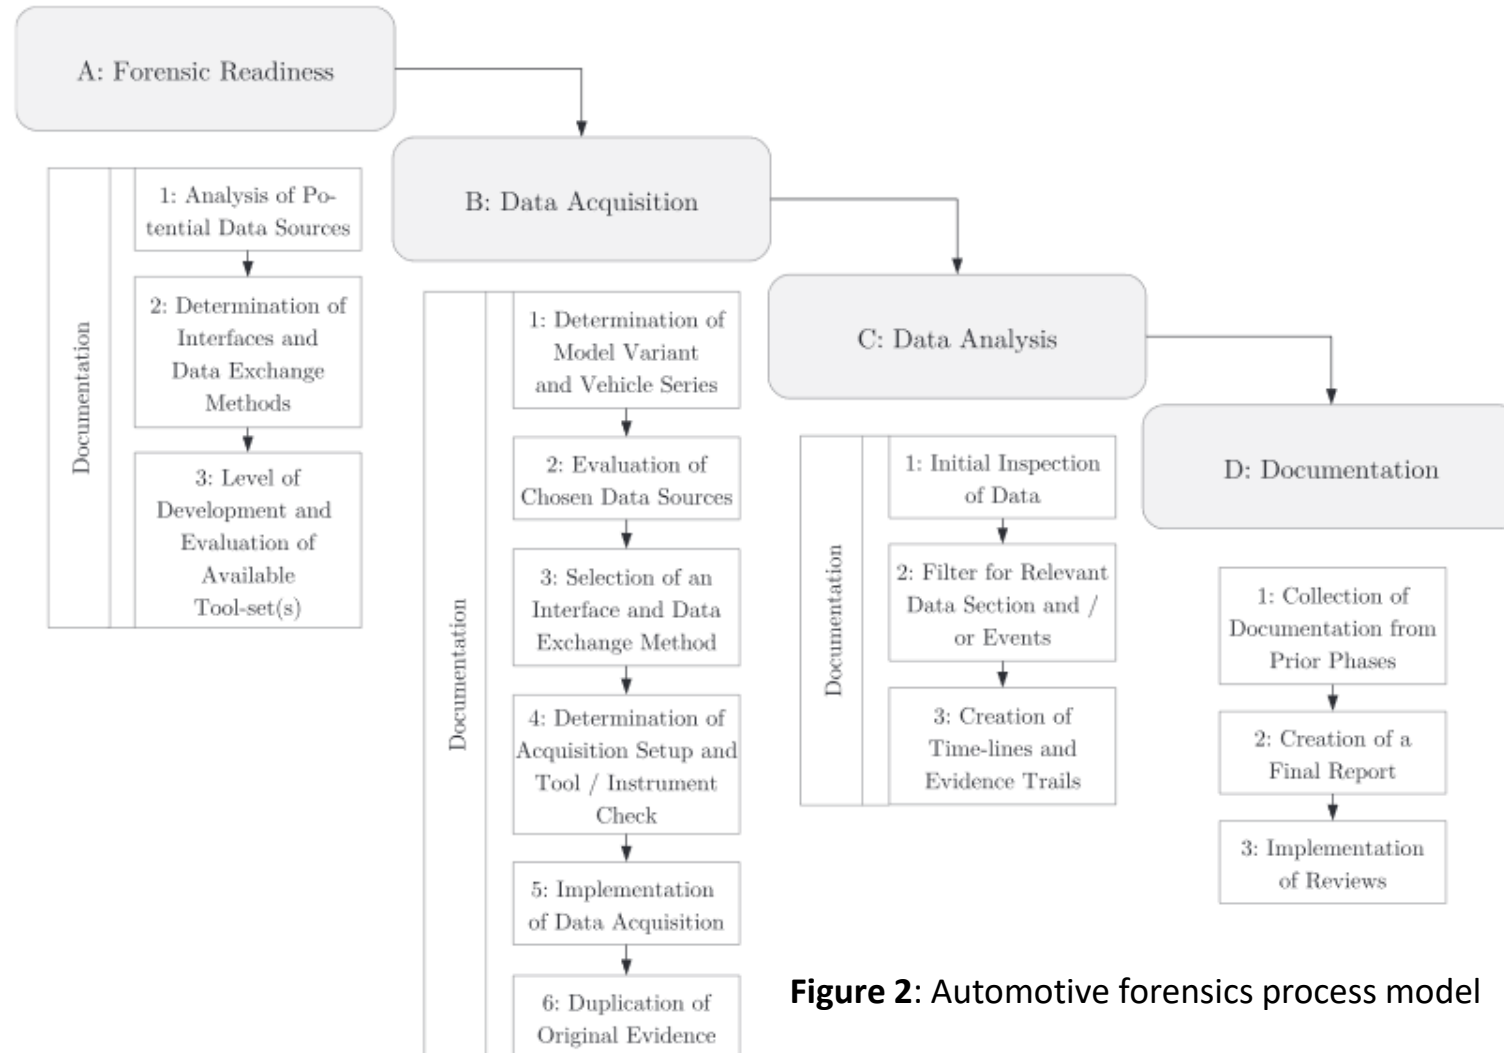 A: Forensic Readiness
Documentation
1: Analysis of Po-
tential Data Sources
2: Determination of
Interfaces and
Data Exchange
Methods
3: Level of
Development and
Evaluation of
Available
Tool-set(s)
B: Data Acquisition
Documentation
1: Determination of
Model Variant
and Vehicle Series
2: Evaluation of
Chosen Data Sources
3: Selection of an
Interface and Data
Exchange Method
4: Determination of
Acquisition Setup and
Tool / Instrument
Check
5: Implementation
of Data Acquisition
6: Duplication of
Original Evidence
C: Data Analysis
Documentation
1: Initial Inspection
of Data
2: Filter for Relevant
Data Section and /
or Events
3: Creation of
Time-lines and
Evidence Trails
D: Documentation
1: Collection of
Documentation from
Prior Phases
2: Creation of a
Final Report
3: Implementation
of Reviews
Figure 2: Automotive forensics process model